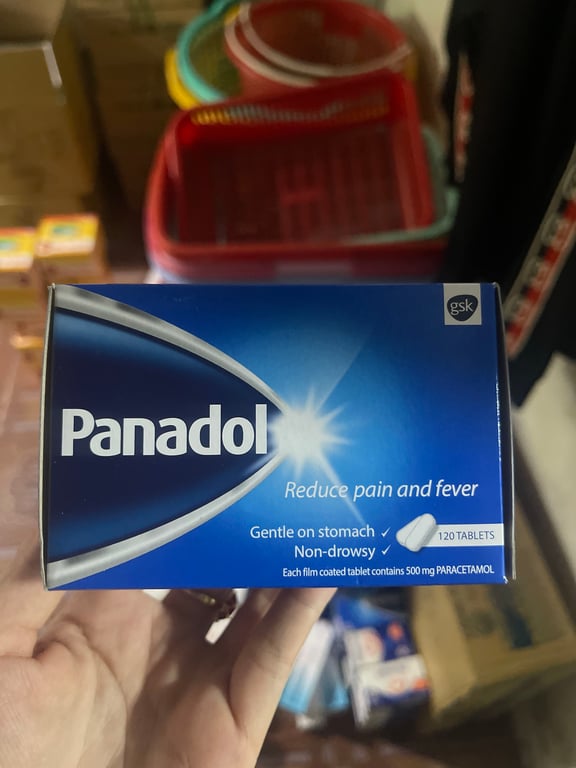 gsk
Panadol
Reduce pain and fever
Gentle on stomach ✓
Non-drowsy ✓
120 TABLETS
Each film coated tablet contains 500 mg PARACETAMOL